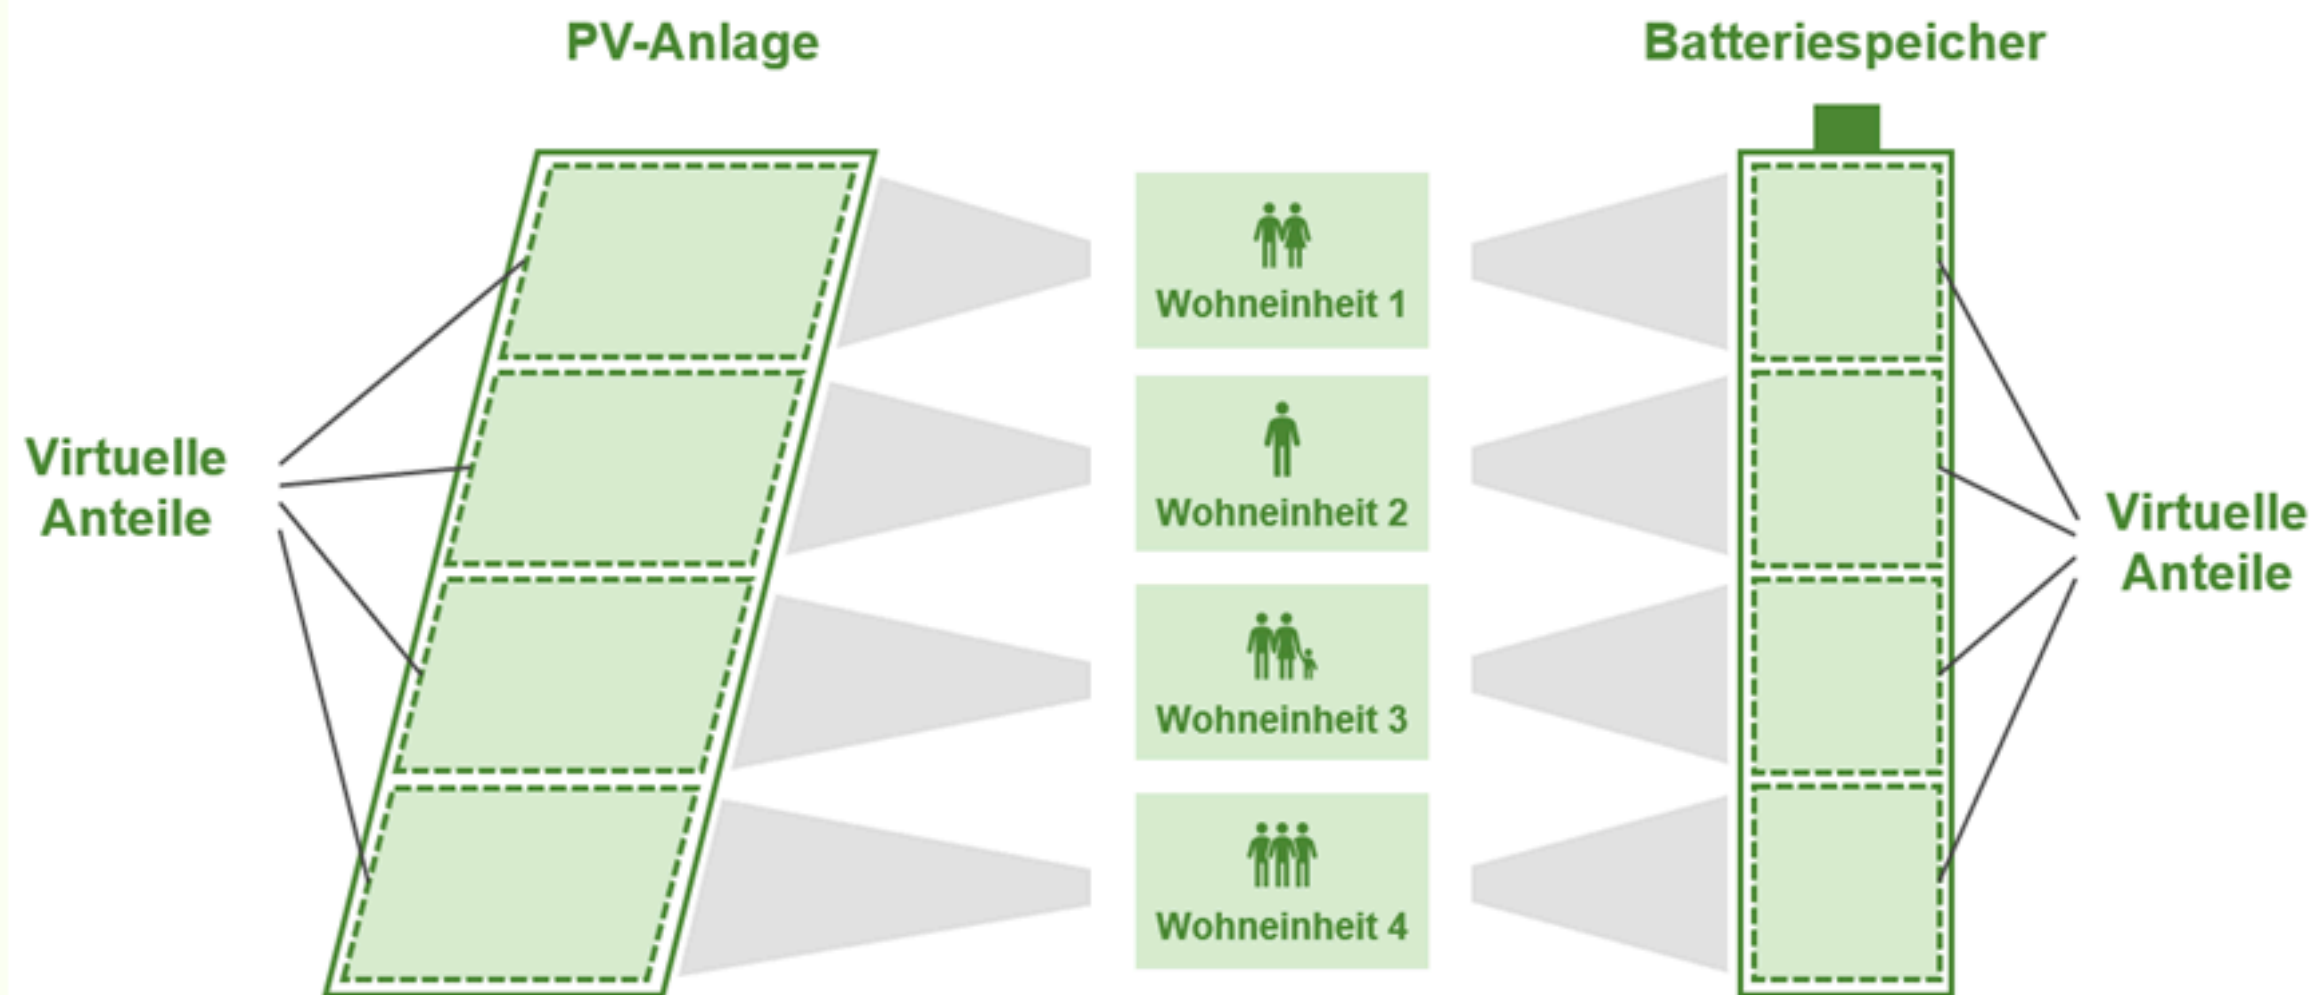 PV-Anlage
Batteriespeicher
Virtuelle
Anteile
Wohneinheit 1
Wohneinheit 2
Wohneinheit 3
Wohneinheit 4
Virtuelle
Anteile